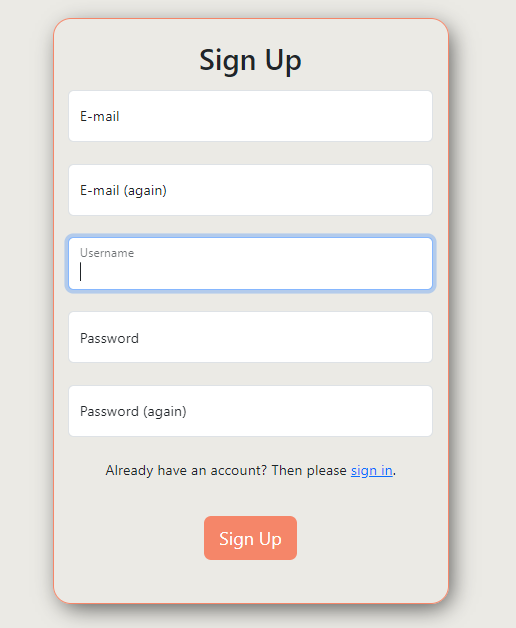 Sign Up
E-mail
E-mail (again)
Username
Password
Password (again)
Already have an account? Then please sign in.
Sign Up